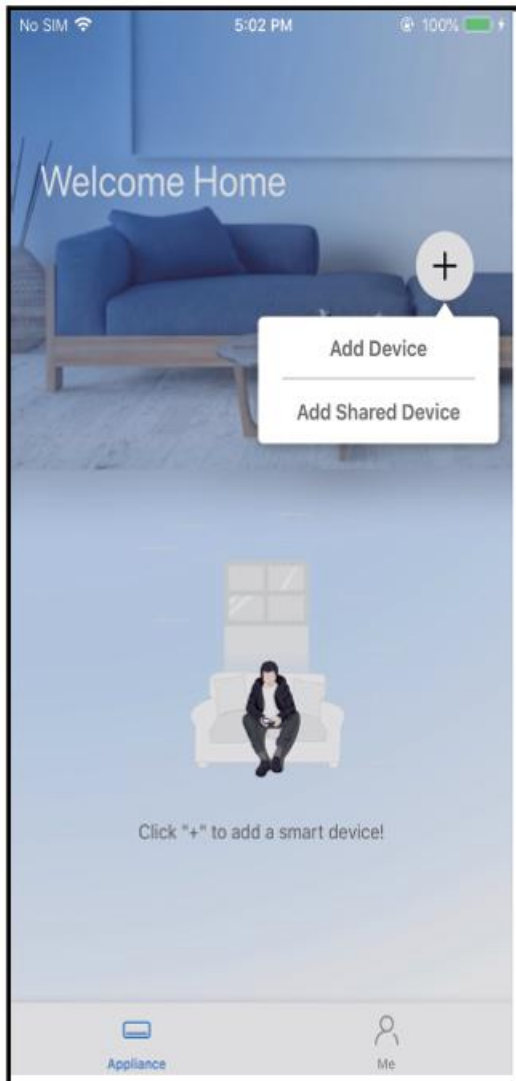 No SIM 5:02 PM 100%
Welcome Home
+
Add Device
Add Shared Device
Click "+" to add a smart device!
Appliance Me